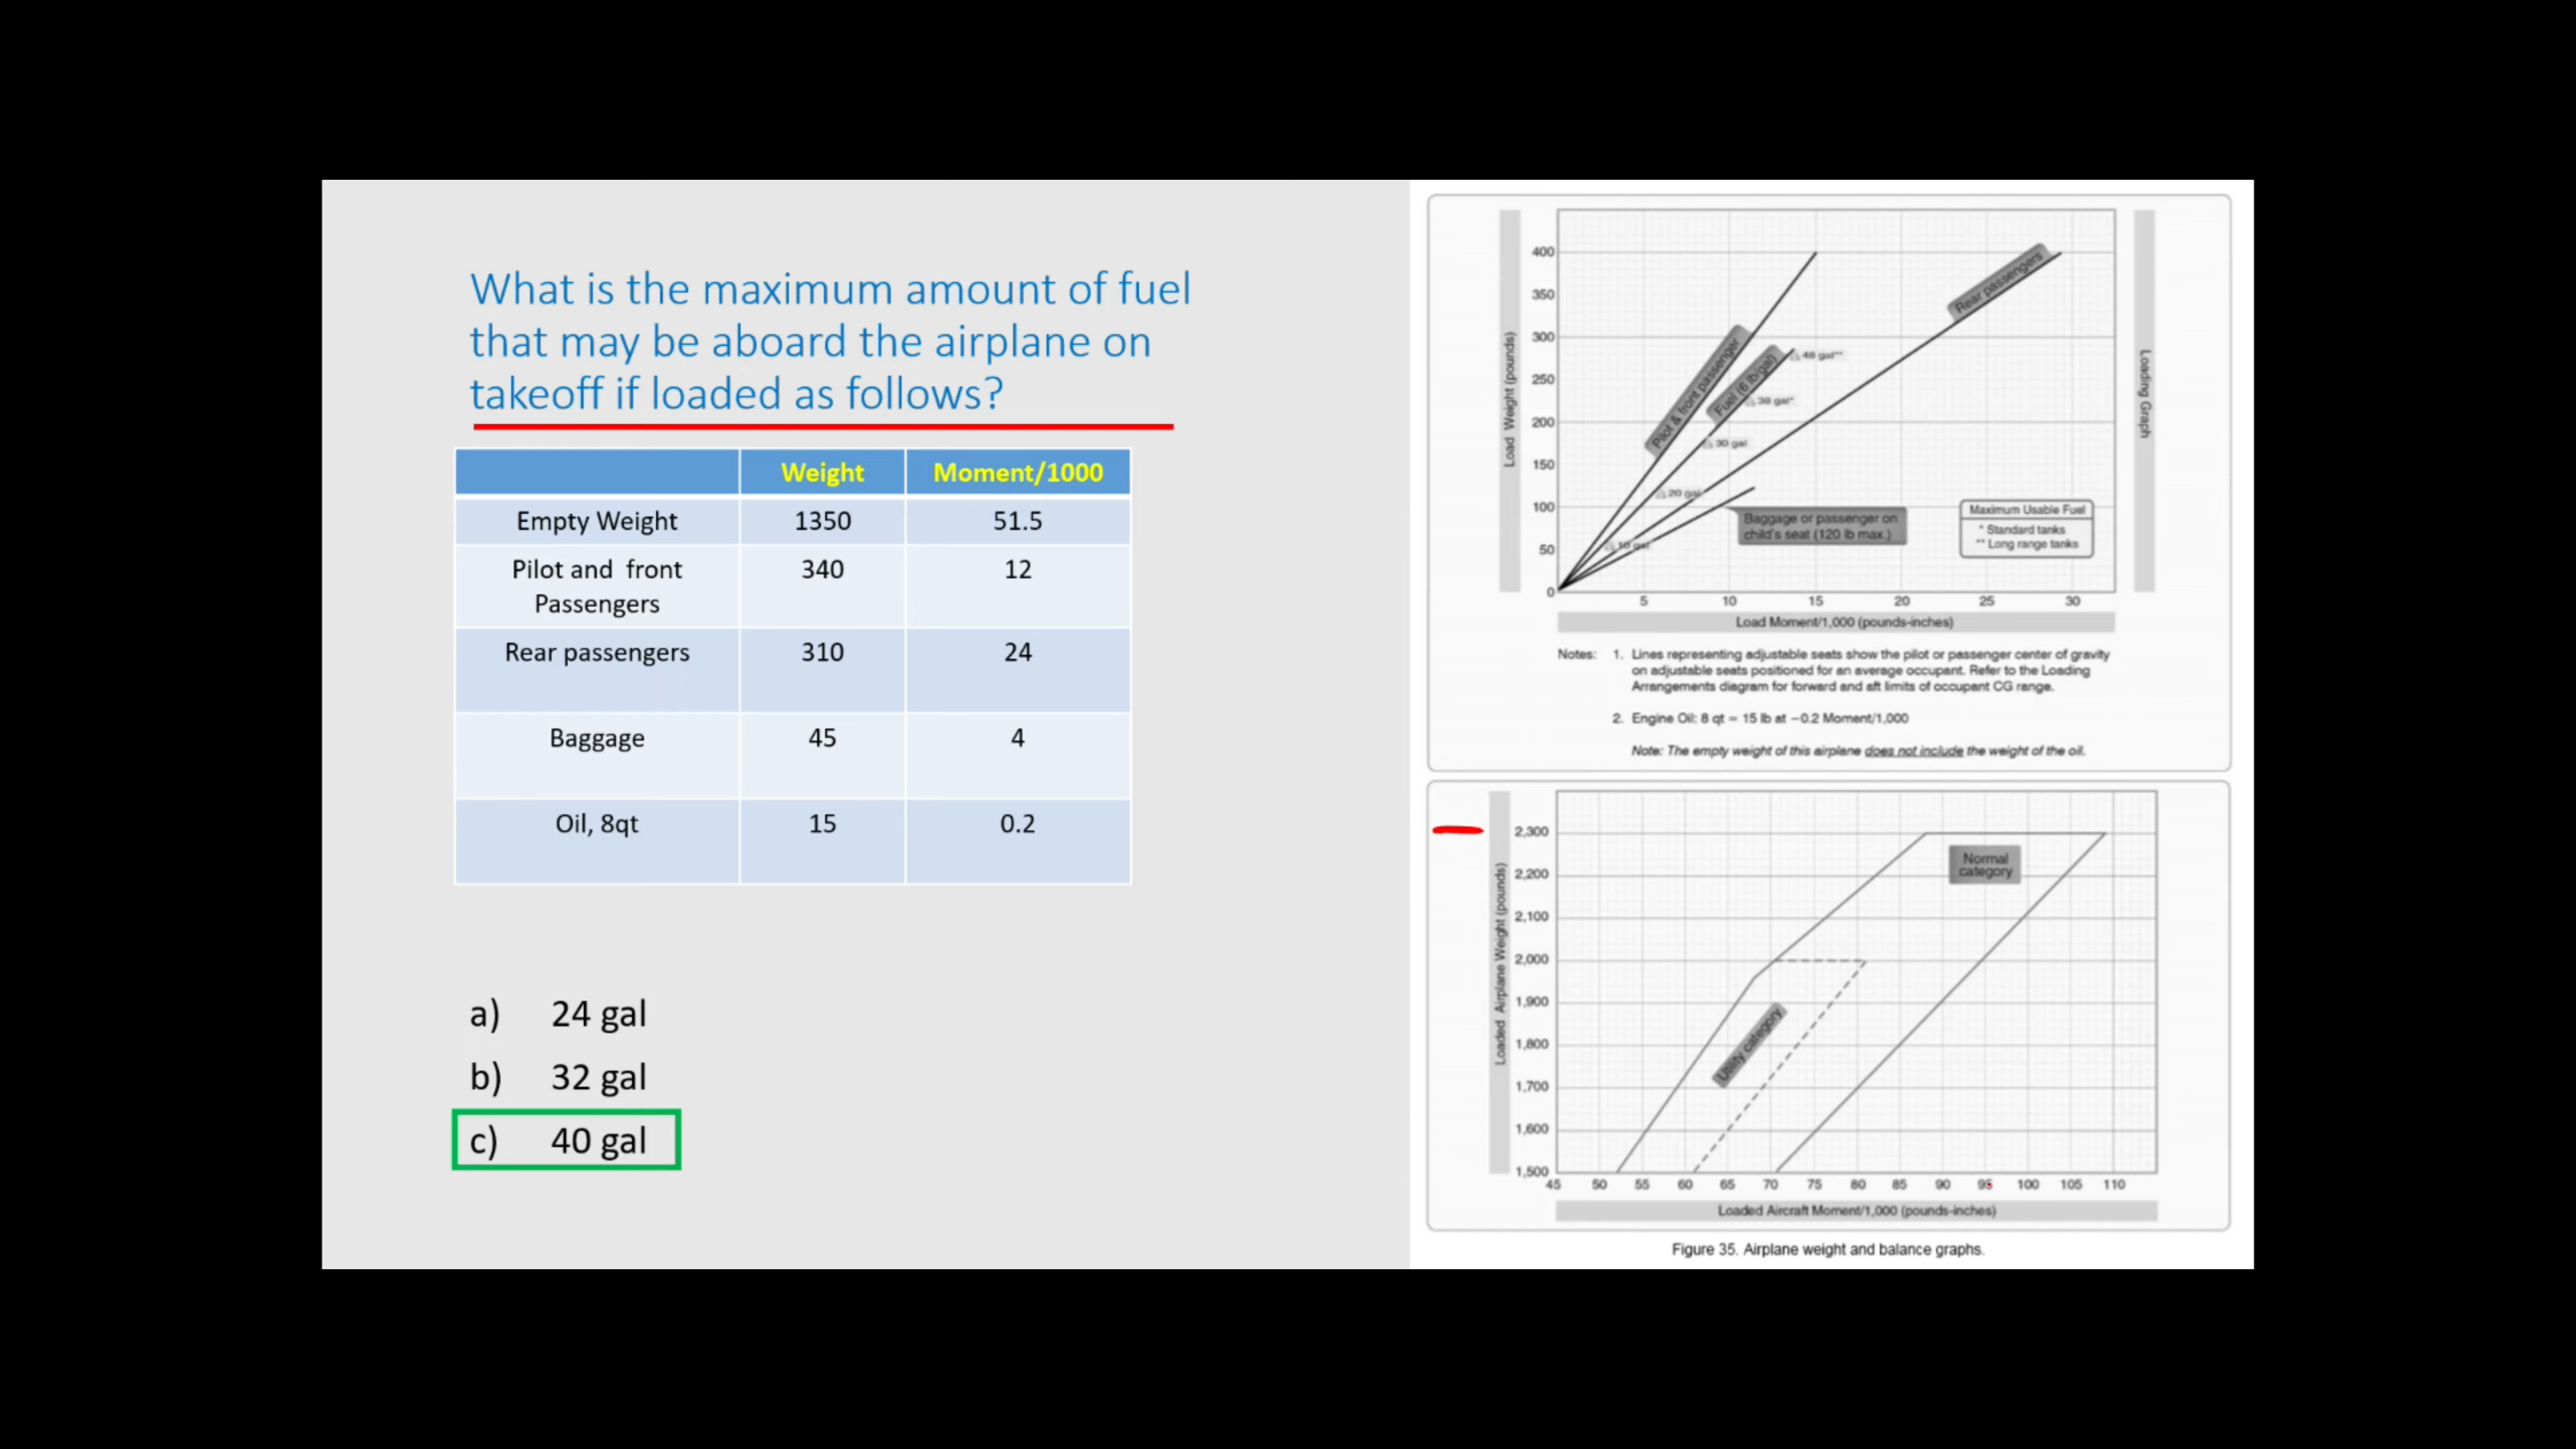 What is the maximum amount of fuel
that may be aboard the airplane on
takeoff if loaded as follows?
Weight Moment/1000
Empty Weight 1350 51.5
Pilot and front
Passengers 340 12
Rear passengers 310 24
Baggage 45 4
Oil, 8qt 15 0.2
a) 24 gal
b) 32 gal
c) 40 gal
Load Weight (pounds)
400
350
300
250
200
150
100
50
0
5 10 15 20 25 30
Load Moment/1,000 (pounds-inches)
Loading Graph
Pilot & front passenger
Fuel (6 lb/gal)
Rear passengers
48 gal**
38 gal*
30 gal
20 gal
10 gal
Baggage or passenger on
child's seat (120 lb max.)
Maximum Usable Fuel
* Standard tanks
** Long range tanks
Notes: 1. Lines representing adjustable seats show the pilot or passenger center of gravity
on adjustable seats positioned for an average occupant. Refer to the Loading
Arrangements diagram for forward and aft limits of occupant CG range.
2. Engine Oil: 8 qt = 15 lb at −0.2 Moment/1,000
Note: The empty weight of this airplane does not include the weight of the oil.
Loaded Airplane Weight (pounds)
2,300
2,200
2,100
2,000
1,900
1,800
1,700
1,600
1,500
Normal
category
Utility category
45 50 55 60 65 70 75 80 85 90 95 100 105 110
Loaded Aircraft Moment/1,000 (pounds-inches)
Figure 35. Airplane weight and balance graphs.